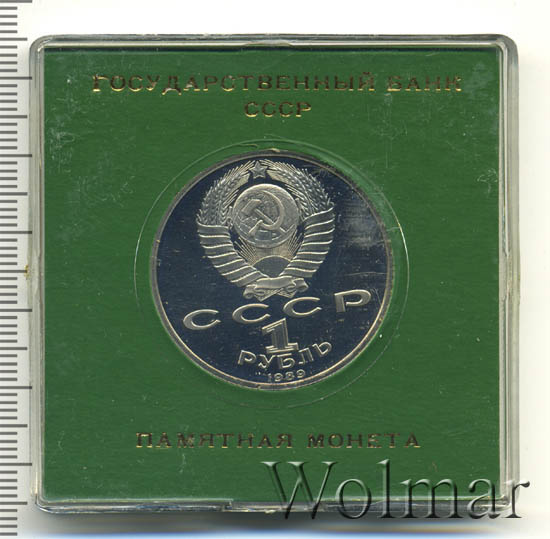 ГОСУДАРСТВЕННЫЙ БАНК
СССР
СССР
1
РУБЛЬ
1989
ПАМЯТНАЯ МОНЕТА
Wolmar